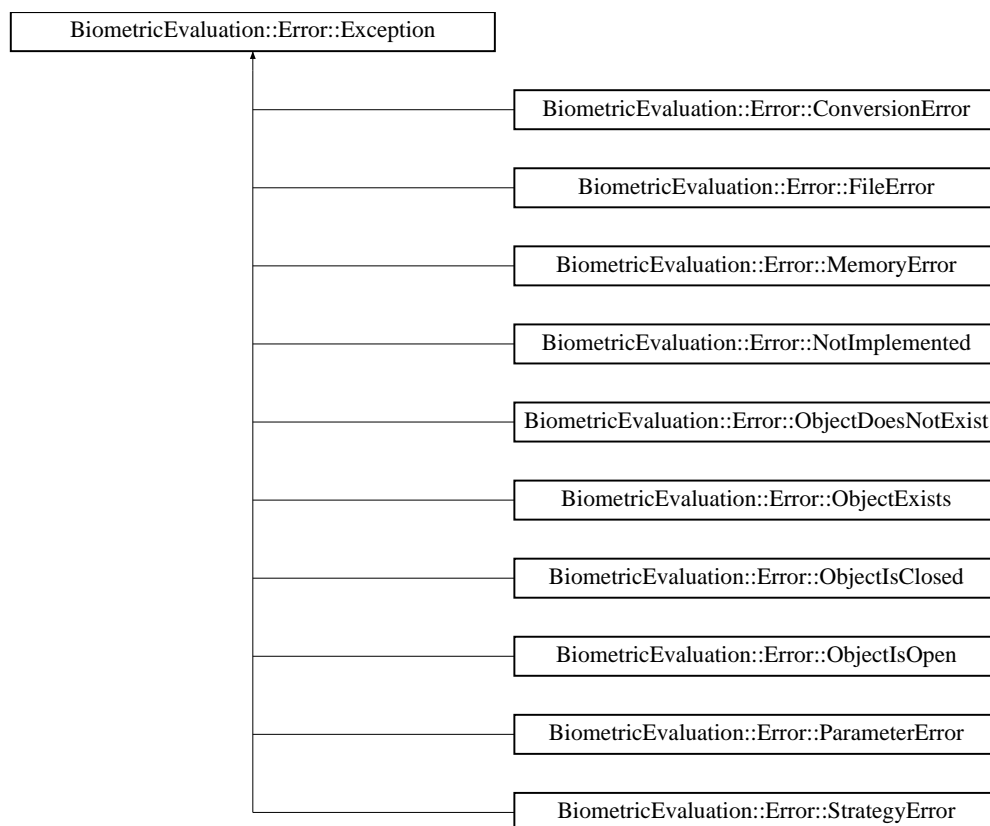 BiometricEvaluation::Error::Exception
BiometricEvaluation::Error::ConversionError
BiometricEvaluation::Error::FileError
BiometricEvaluation::Error::MemoryError
BiometricEvaluation::Error::NotImplemented
BiometricEvaluation::Error::ObjectDoesNotExist
BiometricEvaluation::Error::ObjectExists
BiometricEvaluation::Error::ObjectIsClosed
BiometricEvaluation::Error::ObjectIsOpen
BiometricEvaluation::Error::ParameterError
BiometricEvaluation::Error::StrategyError